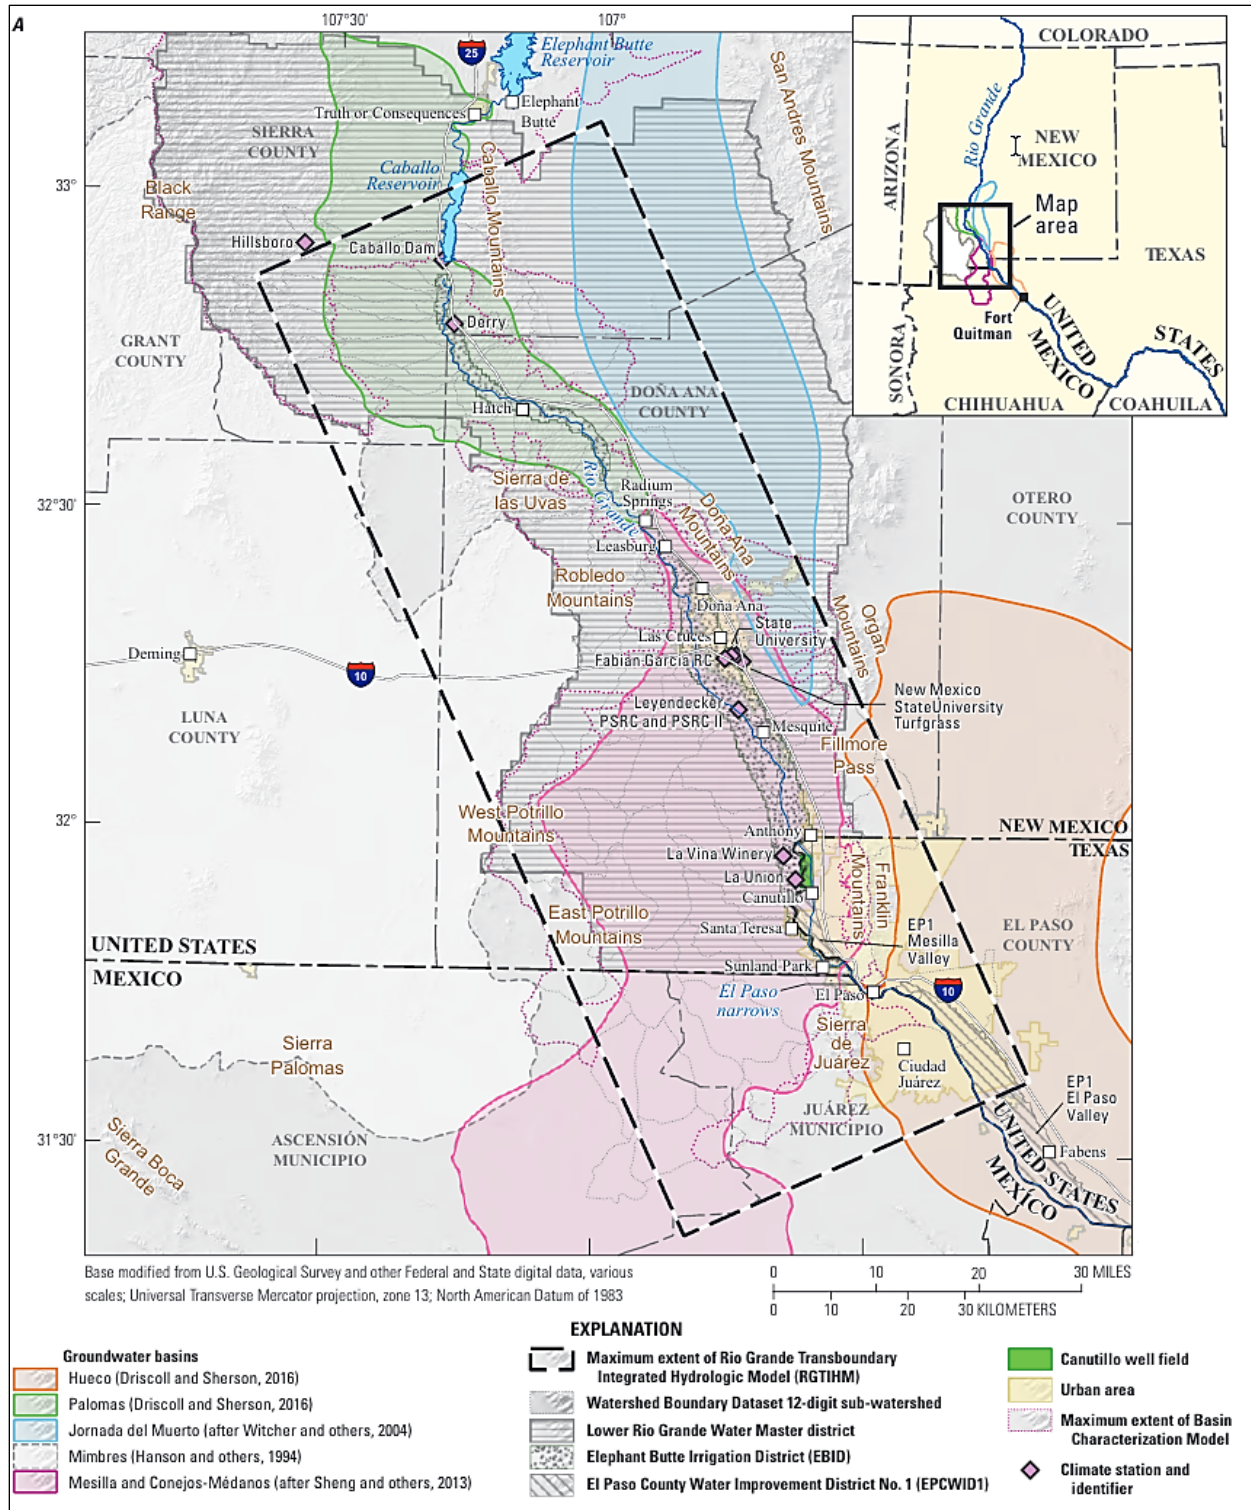 A
107°30'
107°
25
Elephant Butte
Reservoir
Truth or Consequences
Elephant
Butte
SIERRA
COUNTY
San Andres Mountains
Caballo
Reservoir
Caballo Mountains
33°
Black
Range
Hillsboro
Caballo Dam
Derry
GRANT
COUNTY
Hatch
DOÑA ANA
COUNTY
Rio Grande
Sierra de
las Uvas
Radium
Springs
32°30'
Doña Ana
Mountains
OTERO
COUNTY
Leasburg
Robledo
Mountains
Doña Ana
Organ
Mountains
Las Cruces
State
University
Deming
Fabian Garcia RC
10
New Mexico
StateUniversity
Turfgrass
Leyendecker
PSRC and PSRC II
LUNA
COUNTY
Mesquite
Fillmore
Pass
32°
West Potrillo
Mountains
Anthony
NEW MEXICO
TEXAS
La Vina Winery
La Union
Canutillo
Franklin
Mountains
East Potrillo
Mountains
Santa Teresa
EP1
Mesilla
Valley
EL PASO
COUNTY
UNITED STATES
MEXICO
Sunland Park
El Paso
narrows
El Paso
10
Sierra
de
Juárez
Sierra
Palomas
Ciudad
Juárez
EP1
El Paso
Valley
JUÁREZ
MUNICIPIO
31°30'
Sierra Boca
Grande
ASCENSIÓN
MUNICIPIO
Fabens
UNITED STATES
MEXÍCO
COLORADO
ARIZONA
Rio Grande
NEW
MEXICO
Map
area
TEXAS
Fort
Quitman
UNITED
STATES
MEXICO
SONORA
CHIHUAHUA
COAHUILA
Base modified from U.S. Geological Survey and other Federal and State digital data, various
scales; Universal Transverse Mercator projection, zone 13; North American Datum of 1983
0 10 20 30 MILES
0 10 20 30 KILOMETERS
EXPLANATION
Groundwater basins
Hueco (Driscoll and Sherson, 2016)
Palomas (Driscoll and Sherson, 2016)
Jornada del Muerto (after Witcher and others, 2004)
Mimbres (Hanson and others, 1994)
Mesilla and Conejos-Médanos (after Sheng and others, 2013)
Maximum extent of Rio Grande Transboundary
Integrated Hydrologic Model (RGTIHM)
Watershed Boundary Dataset 12-digit sub-watershed
Lower Rio Grande Water Master district
Elephant Butte Irrigation District (EBID)
El Paso County Water Improvement District No. 1 (EPCWID1)
Canutillo well field
Urban area
Maximum extent of Basin
Characterization Model
Climate station and
identifier